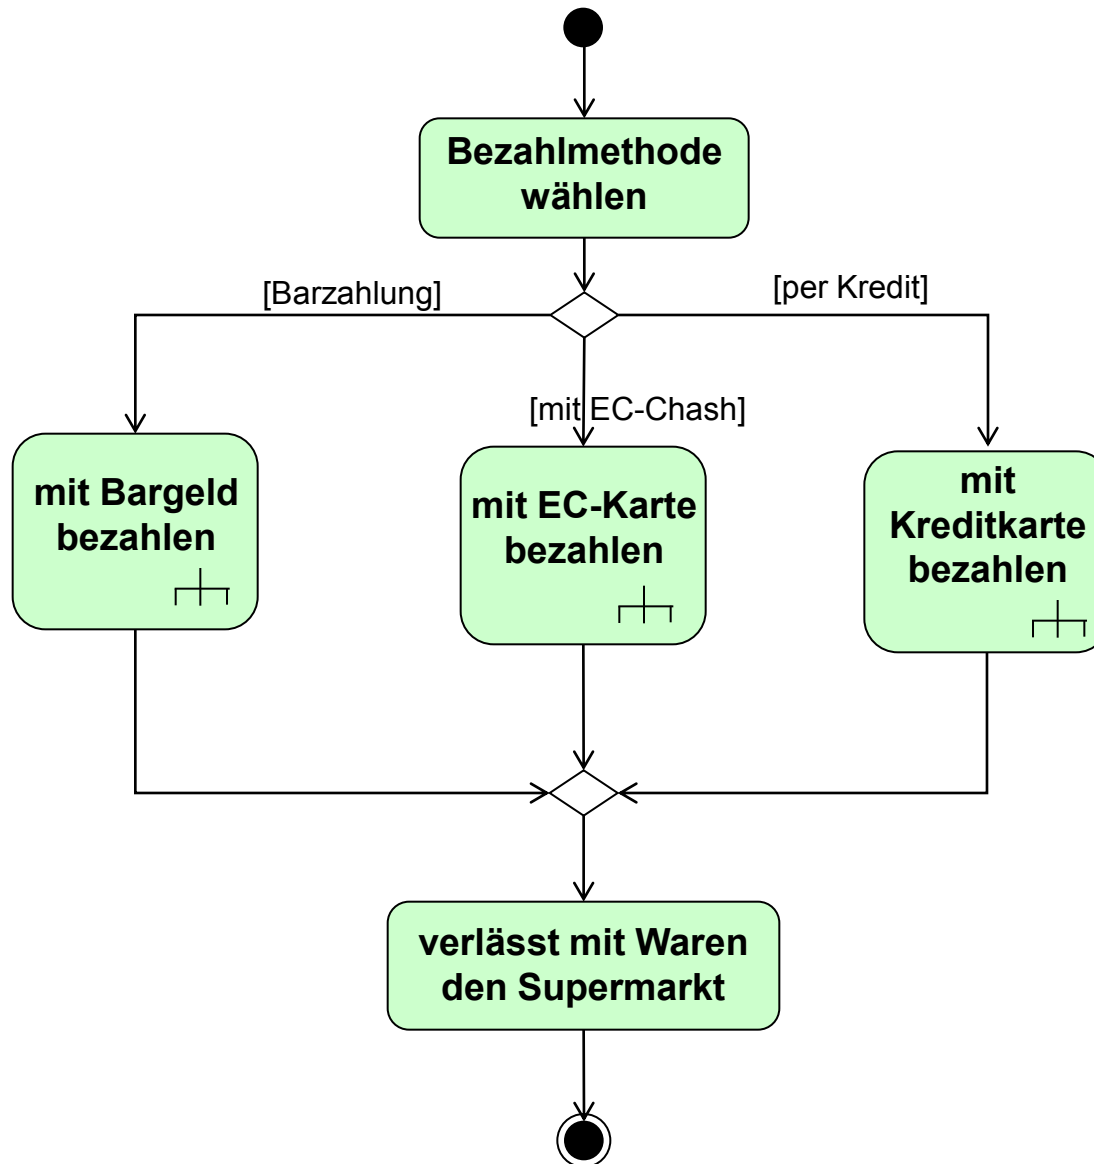 Bezahlmethode
wählen
[Barzahlung]
[per Kredit]
[mit EC-Chash]
mit Bargeld
bezahlen
mit EC-Karte
bezahlen
mit
Kreditkarte
bezahlen
verlässt mit Waren
den Supermarkt